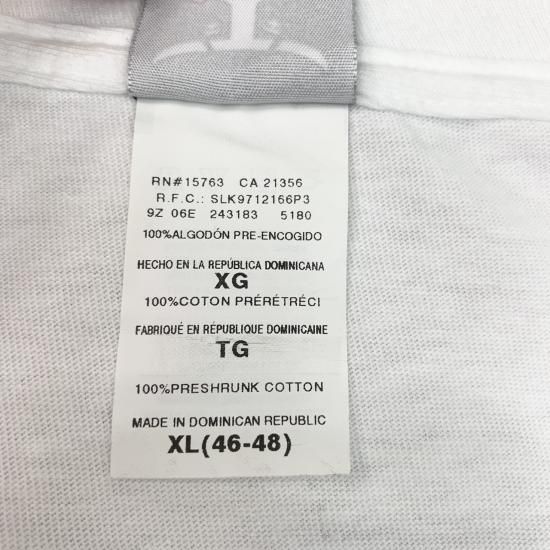 RN#15763 CA 21356
R.F.C.: SLK9712166P3
9Z 06E 243183 5180
100%ALGODÓN PRE-ENCOGIDO
HECHO EN LA REPÚBLICA DOMINICANA
XG
100%COTON PRÉRÉTRÉCI
FABRIQUÉ EN RÉPUBLIQUE DOMINICAINE
TG
100%PRESHRUNK COTTON
MADE IN DOMINICAN REPUBLIC
XL(46-48)